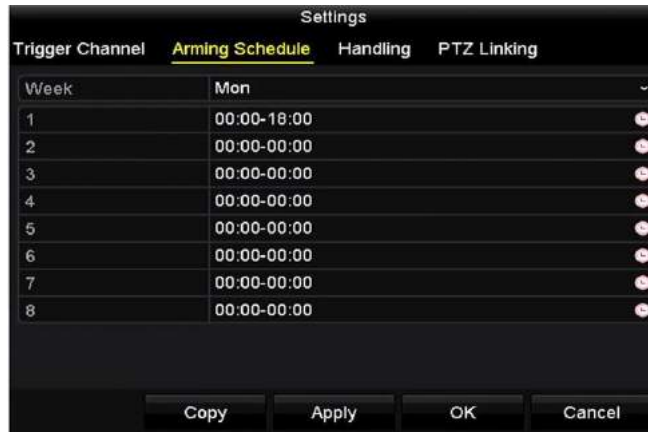 Settings
Trigger Channel Arming Schedule Handling PTZ Linking
Week Mon
1 00:00-18:00
2 00:00-00:00
3 00:00-00:00
4 00:00-00:00
5 00:00-00:00
6 00:00-00:00
7 00:00-00:00
8 00:00-00:00
Copy Apply OK Cancel